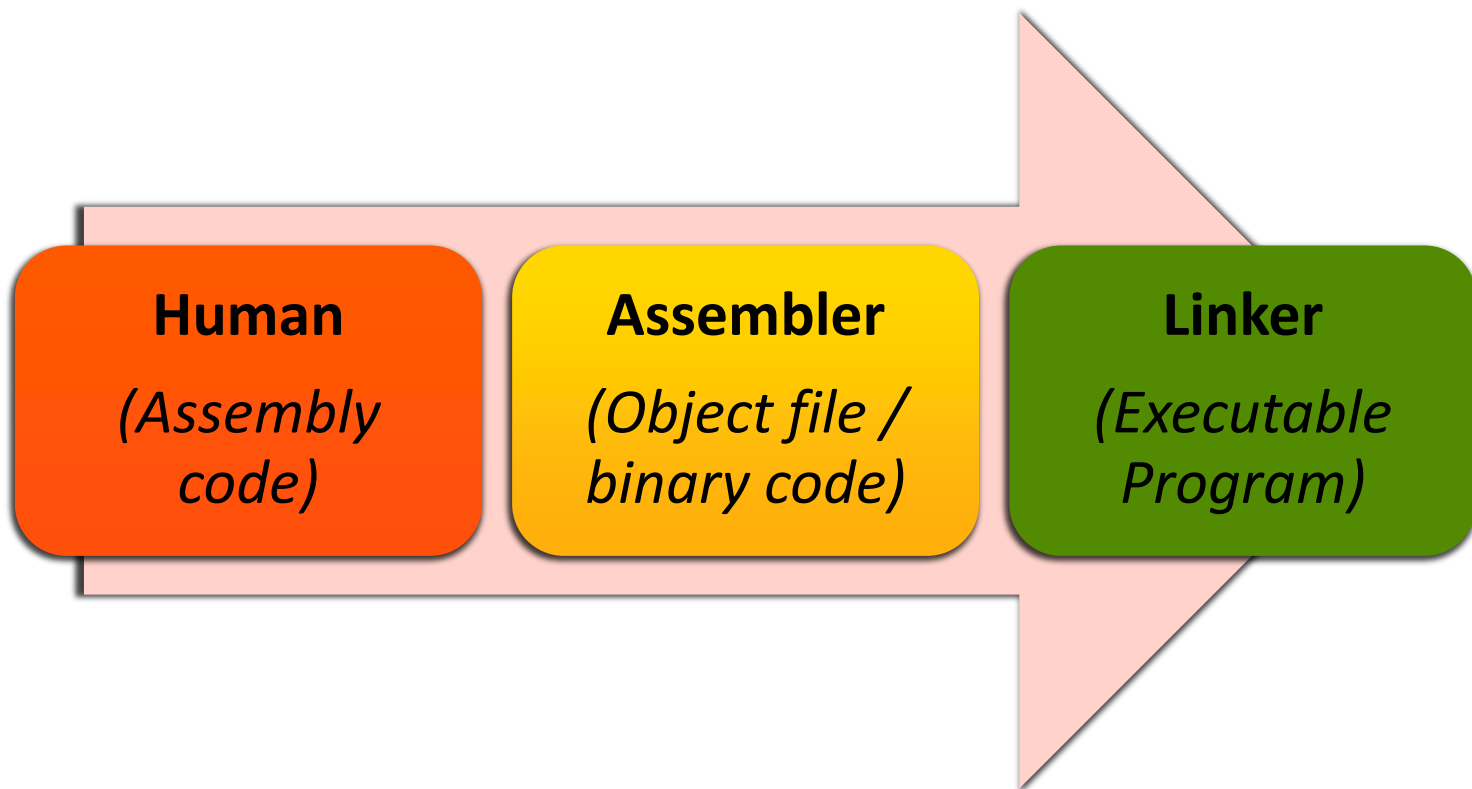 Human
(Assembly
code)
Assembler
(Object file /
binary code)
Linker
(Executable
Program)